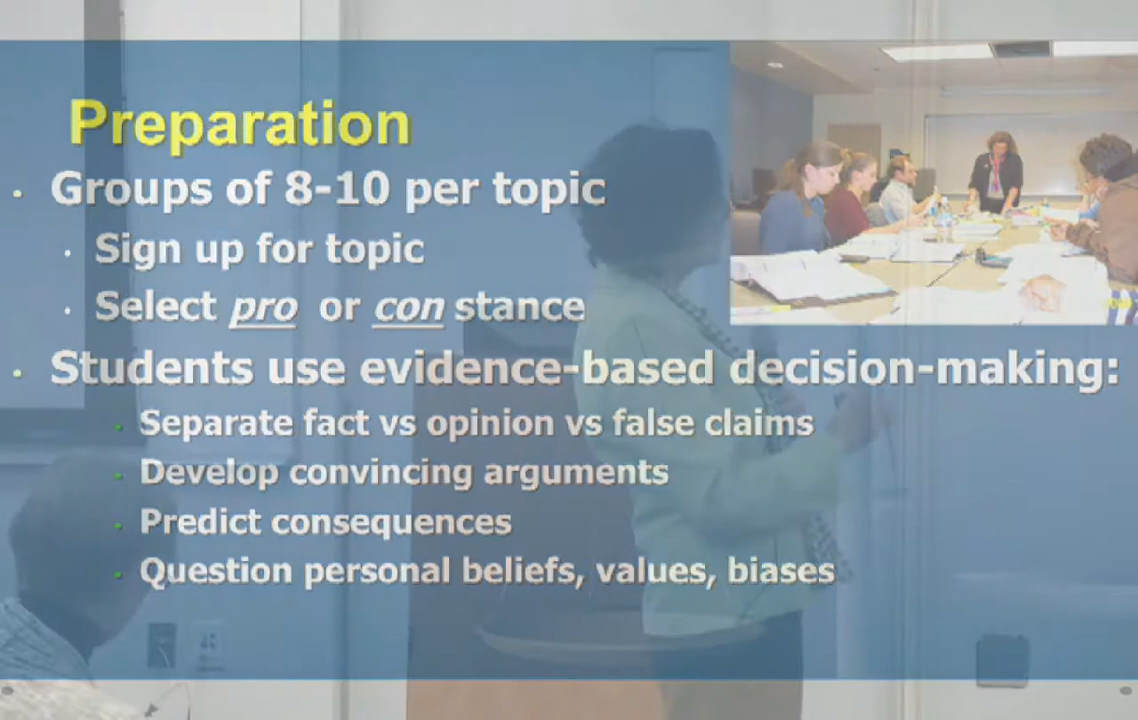 Preparation
Groups of 8-10 per topic
Sign up for topic
Select pro or con stance
Students use evidence-based decision-making:
Separate fact vs opinion vs false claims
Develop convincing arguments
Predict consequences
Question personal beliefs, values, biases